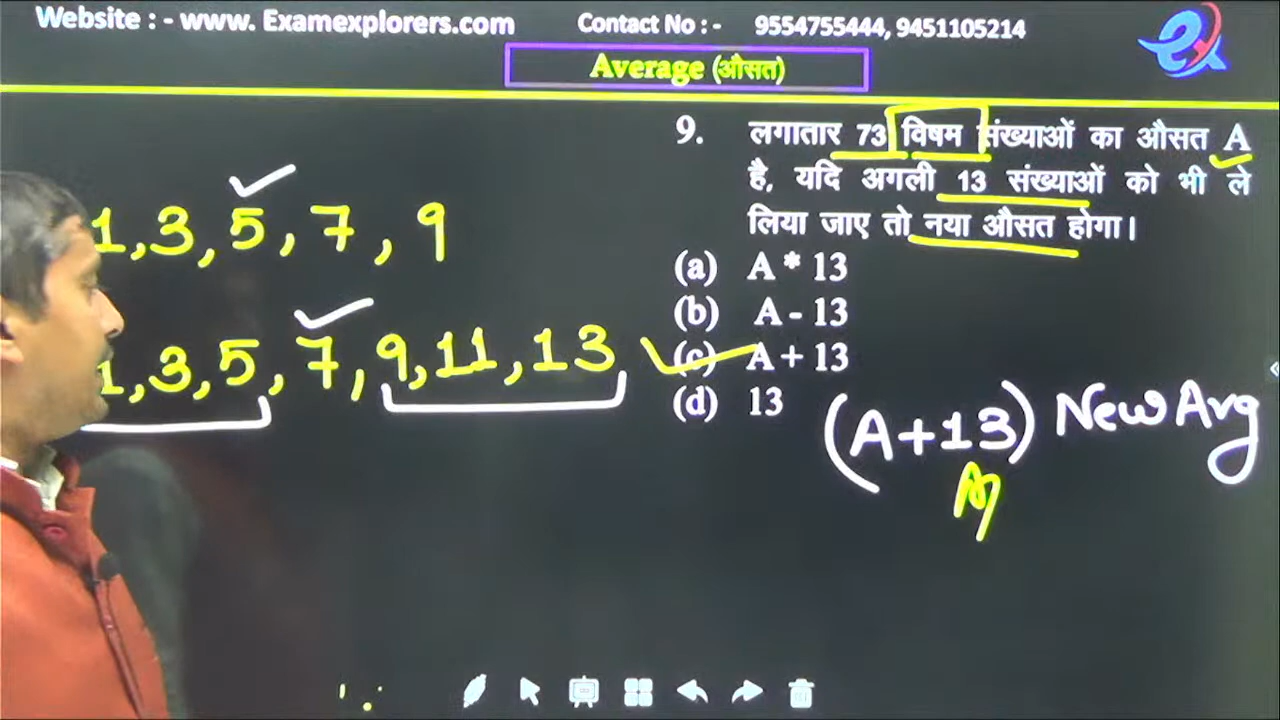 Website : - www. Examexplorers.com Contact No : - 9554755444, 9451105214
ex
Average (औसत)
9. लगातार 73 विषम संख्याओं का औसत A
है, यदि अगली 13 संख्याओं को भी ले
लिया जाए तो नया औसत होगा।
(a) A * 13
(b) A - 13
(c) A + 13
(d) 13
1, 3, 5, 7, 9
1, 3, 5, 7, 9, 11, 13
(A+13) New Avg